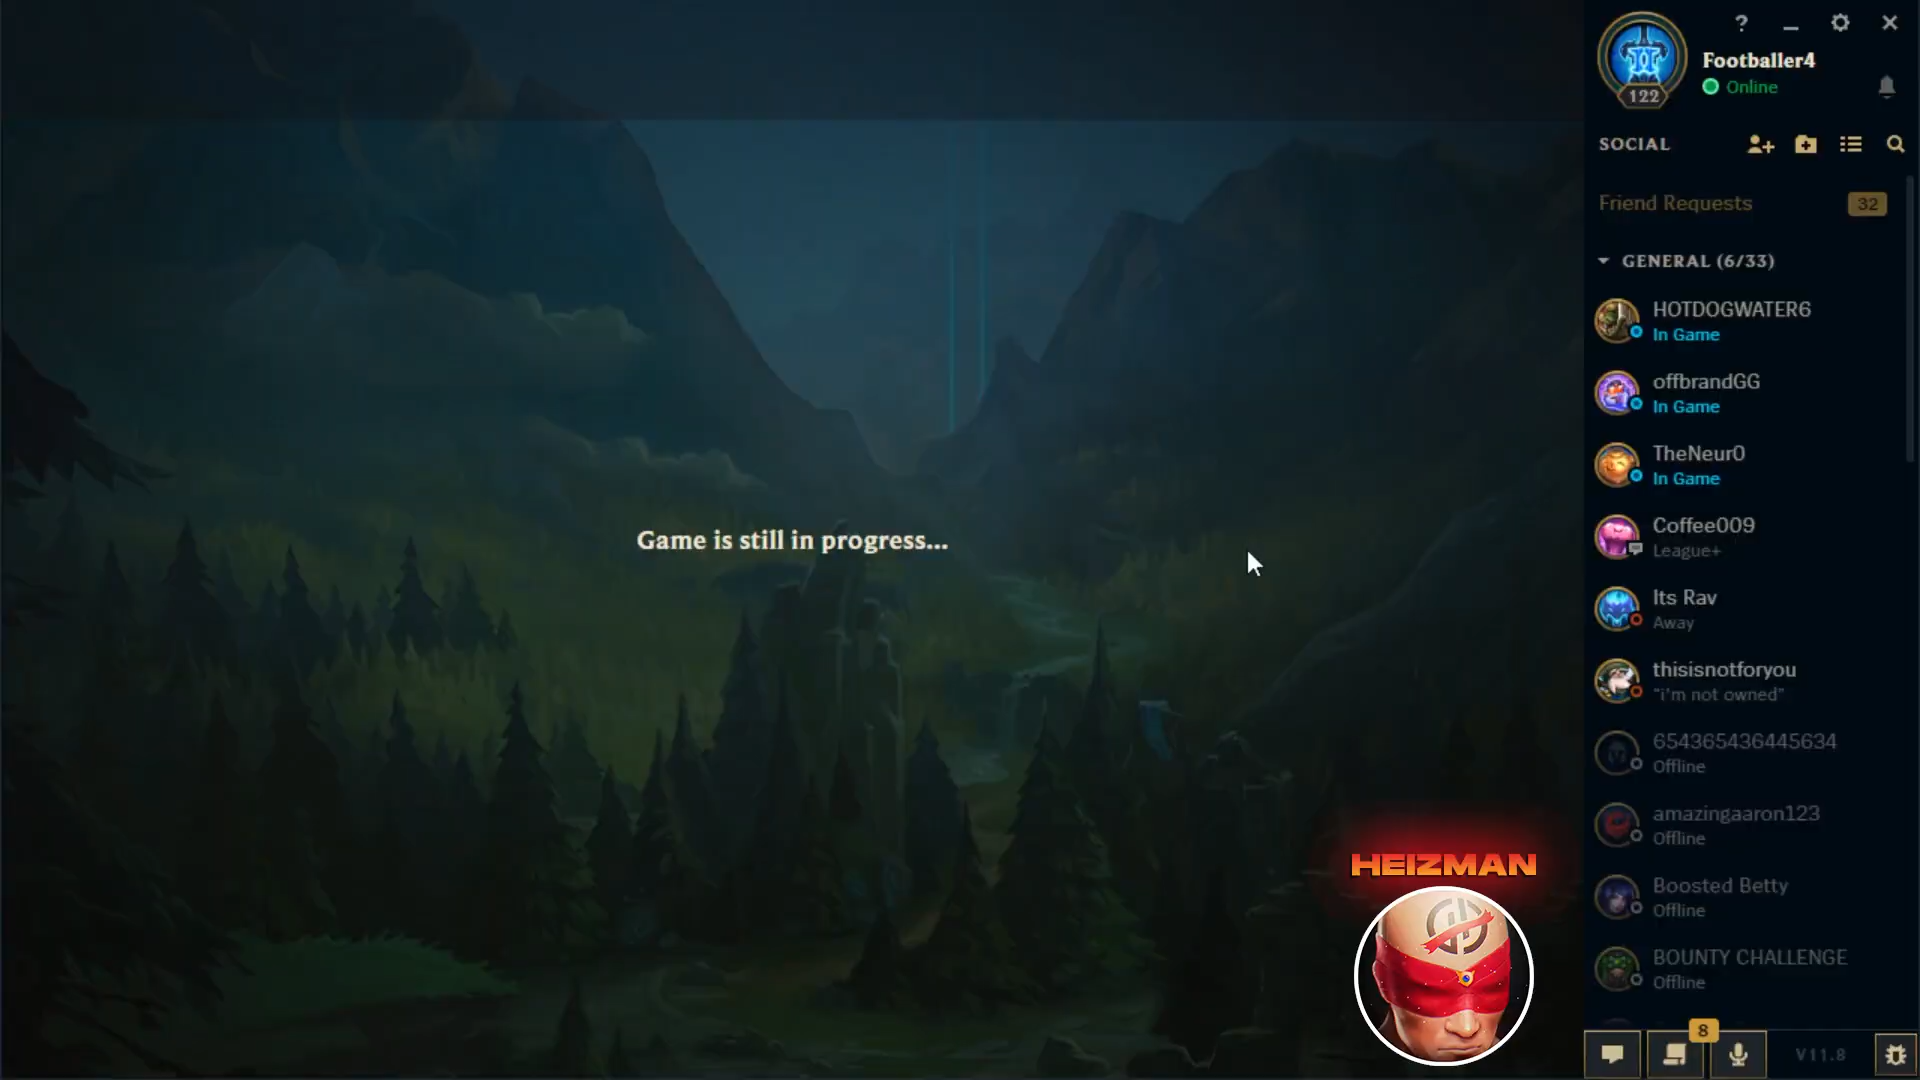 ?
Footballer4
Online
122
SOCIAL
Friend Requests
32
GENERAL (6/33)
HOTDOGWATER6
In Game
offbrandGG
In Game
TheNeur0
In Game
Coffee009
League+
Its Rav
Away
thisisnotforyou
"i'm not owned"
654365436445634
Offline
amazingaaron123
Offline
Boosted Betty
Offline
BOUNTY CHALLENGE
Offline
8
V11.8
Game is still in progress...
HEIZMAN